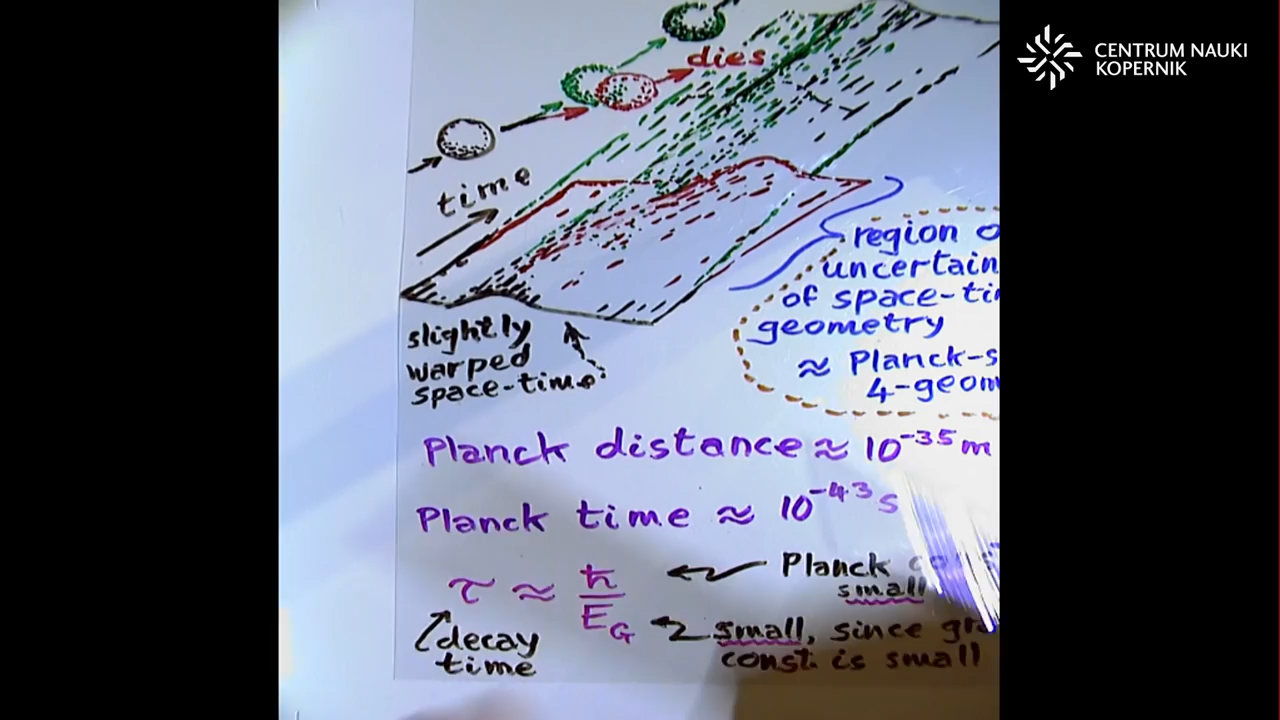 CENTRUM NAUKI
KOPERNIK
dies
time
region
uncertain
of space-ti
geometry
≈ Planck-s
4-geom
slightly
warped
space-time
Planck distance ≈ 10⁻³⁵ m
Planck time ≈ 10⁻⁴³ s
τ ≈ ħ/E_G
Planck
small
decay
time
small, since gra
const. is small